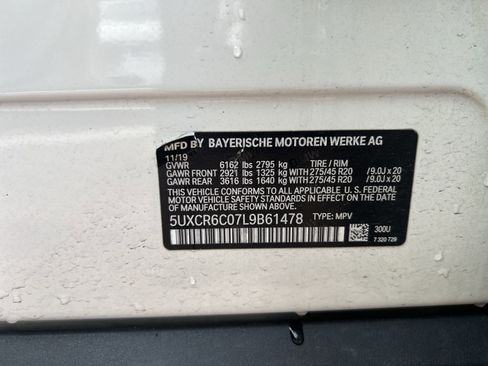 MFD BY BAYERISCHE MOTOREN WERKE AG
11/19
GVWR 6162 lbs 2795 kg TIRE / RIM
GAWR FRONT 2921 lbs 1325 kg WITH 275/45 R20 /9.0J x 20
GAWR REAR 3616 lbs 1640 kg WITH 275/45 R20 /9.0J x 20
THIS VEHICLE CONFORMS TO ALL APPLICABLE U.S. FEDERAL
MOTOR VEHICLE SAFETY STANDARDS IN EFFECT ON THE DATE OF
MANUFACTURE SHOWN ABOVE.
5UXCR6C07L9B61478 TYPE: MPV
300U
7 320 729